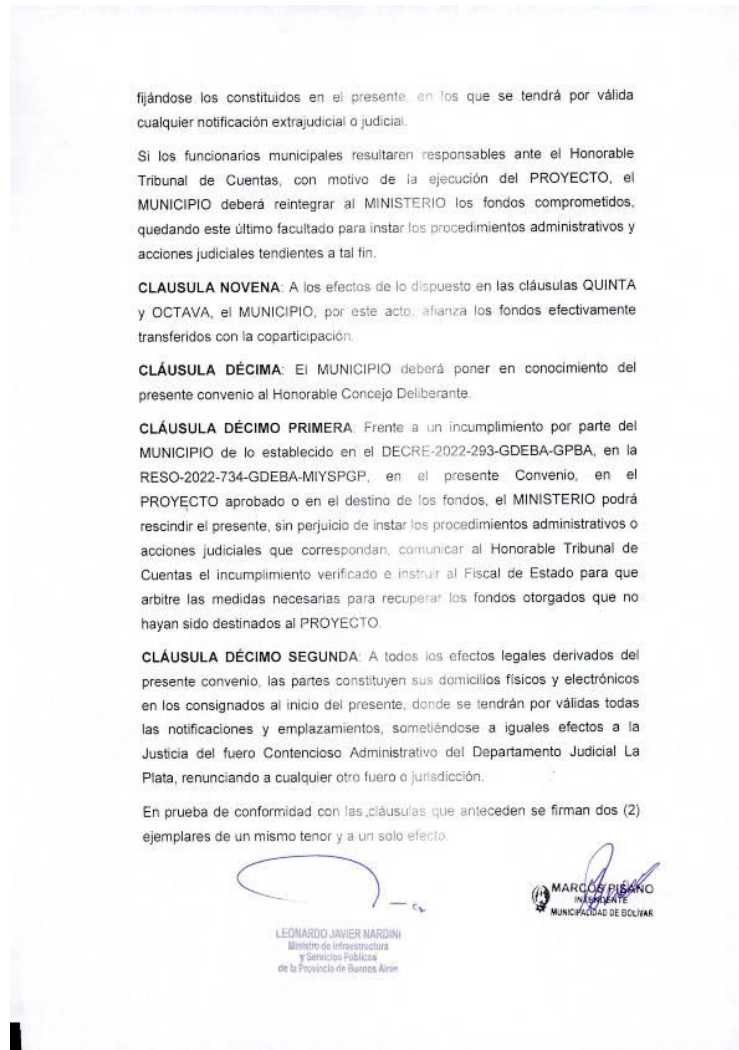 fijándose los constituidos en el presente, en los que se tendrá por válida
cualquier notificación extrajudicial o judicial.
Si los funcionarios municipales resultaren responsables ante el Honorable
Tribunal de Cuentas, con motivo de la ejecución del PROYECTO, el
MUNICIPIO deberá reintegrar al MINISTERIO los fondos comprometidos,
quedando este último facultado para instar los procedimientos administrativos y
acciones judiciales tendientes a tal fin.
CLAUSULA NOVENA: A los efectos de lo dispuesto en las cláusulas QUINTA
y OCTAVA, el MUNICIPIO, por este acto, afianza los fondos efectivamente
transferidos con la coparticipación.
CLÁUSULA DÉCIMA: El MUNICIPIO deberá poner en conocimiento del
presente convenio al Honorable Concejo Deliberante.
CLÁUSULA DÉCIMO PRIMERA: Frente a un incumplimiento por parte del
MUNICIPIO de lo establecido en el DECRE-2022-293-GDEBA-GPBA, en la
RESO-2022-734-GDEBA-MIYSPGP, en el presente Convenio, en el
PROYECTO aprobado o en el destino de los fondos, el MINISTERIO podrá
rescindir el presente, sin perjuicio de instar los procedimientos administrativos o
acciones judiciales que correspondan, comunicar al Honorable Tribunal de
Cuentas el incumplimiento verificado e instruir al Fiscal de Estado para que
arbitre las medidas necesarias para recuperar los fondos otorgados que no
hayan sido destinados al PROYECTO.
CLÁUSULA DÉCIMO SEGUNDA: A todos los efectos legales derivados del
presente convenio, las partes constituyen sus domicilios físicos y electrónicos
en los consignados al inicio del presente, donde se tendrán por válidas todas
las notificaciones y emplazamientos, sometiéndose a iguales efectos a la
Justicia del fuero Contencioso Administrativo del Departamento Judicial La
Plata, renunciando a cualquier otro fuero o jurisdicción.
En prueba de conformidad con las cláusulas que anteceden se firman dos (2)
ejemplares de un mismo tenor y a un solo efecto.
LEONARDO JAVIER NARDINI
Ministro de Infraestructura
y Servicios Públicos
de la Provincia de Buenos Aires
MARCOS PISANO
INTENDENTE
MUNICIPALIDAD DE BOLÍVAR